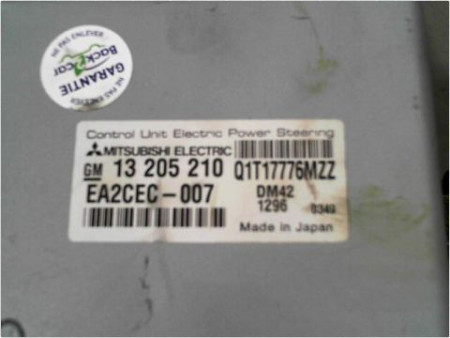 NE PAS ENLEVER
Backcar
GARANTIE
NE PAS ENLEVER
Control Unit Electric Power Steering
MITSUBISHI ELECTRIC
GM 13 205 210 Q1T17776MZZ
EA2CEC-007 DM42
1296 0349
Made in Japan